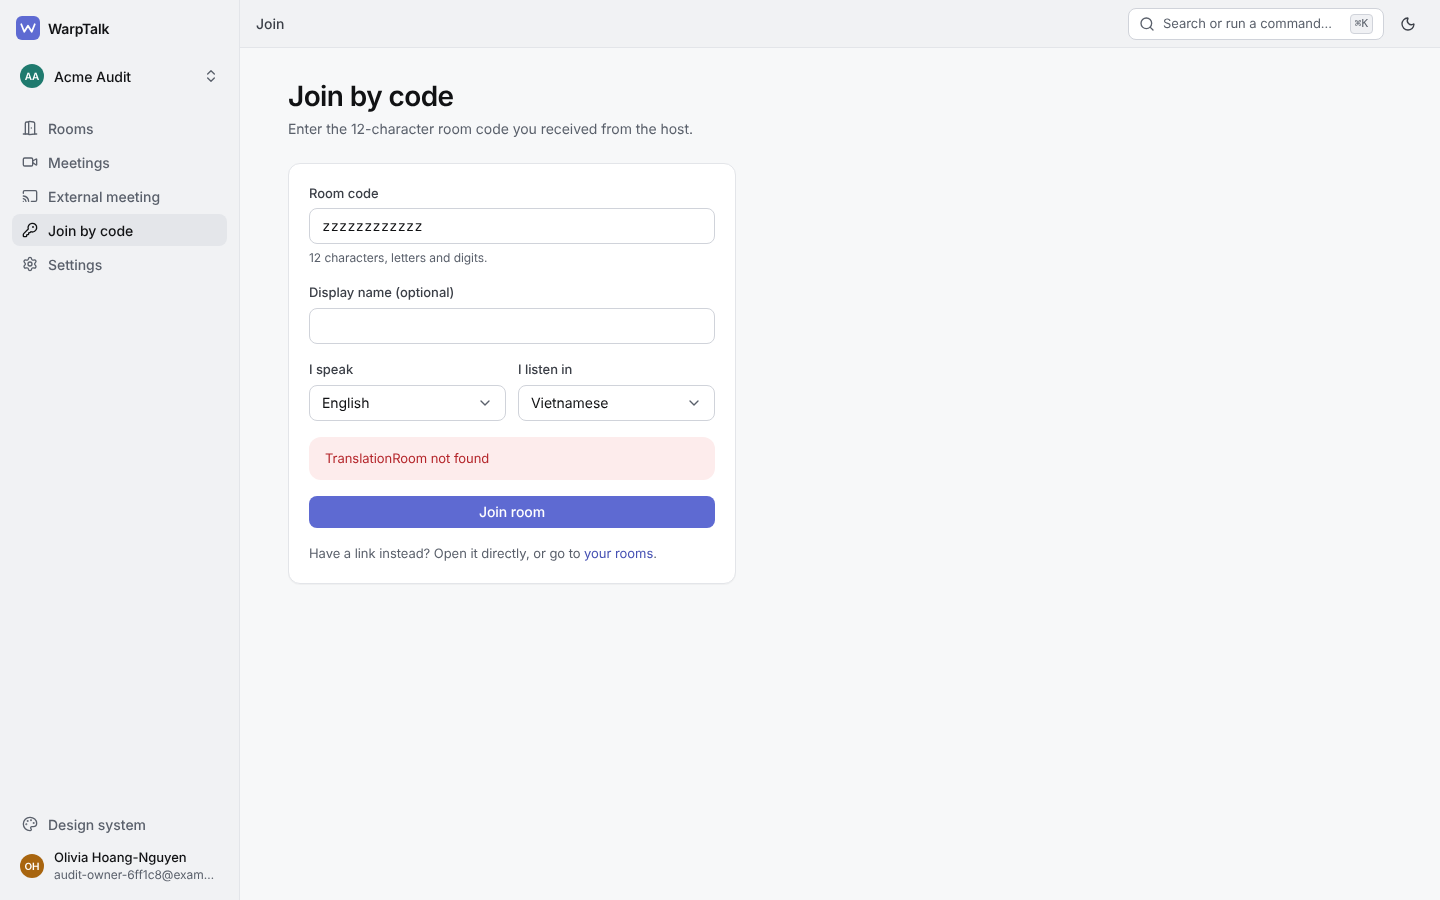 WarpTalk
AA
Acme Audit
Rooms
Meetings
External meeting
Join by code
Settings
Design system
OH
Olivia Hoang-Nguyen
audit-owner-6ff1c8@exam...
Join
Search or run a command...
⌘K
Join by code
Enter the 12-character room code you received from the host.
Room code
zzzzzzzzzzzz
12 characters, letters and digits.
Display name (optional)
I speak
I listen in
English
Vietnamese
TranslationRoom not found
Join room
Have a link instead? Open it directly, or go to your rooms.